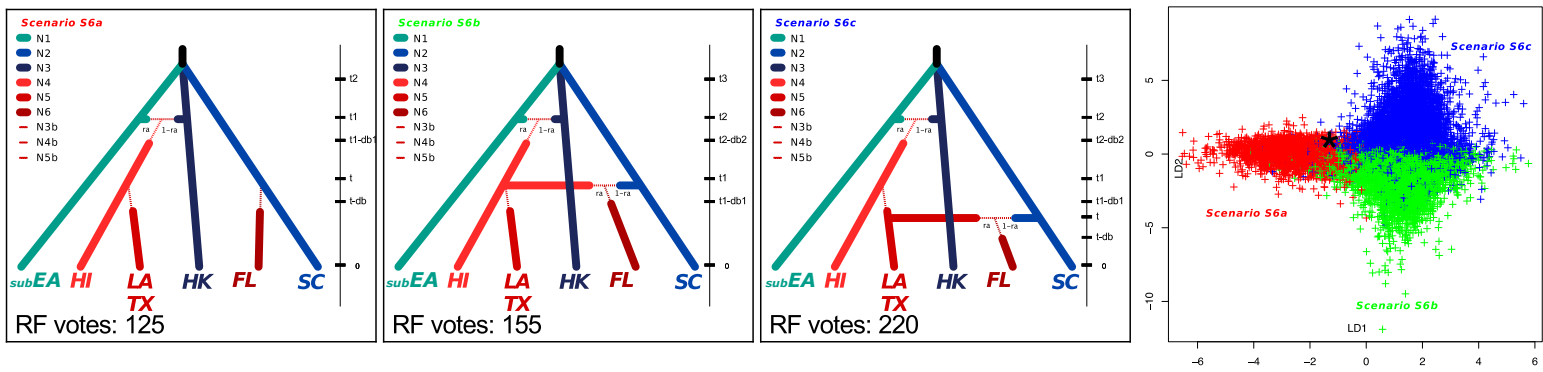 Scenario S6a
N1
N2
N3
N4
N5
N6
N3b
N4b
N5b
ra
1-ra
t2
t1
t1-db1
t
t-db
0
subEA HI LA HK FL SC
TX
RF votes: 125
Scenario S6b
N1
N2
N3
N4
N5
N6
N3b
N4b
N5b
ra
1-ra
ra
1-ra
t3
t2
t2-db2
t1
t1-db1
0
subEA HI LA HK FL SC
TX
RF votes: 155
Scenario S6c
N1
N2
N3
N4
N5
N6
N3b
N4b
N5b
ra
1-ra
ra
1-ra
t3
t2
t2-db2
t1
t1-db1
t
t-db
0
subEA HI LA HK FL SC
TX
RF votes: 220
Scenario S6c
Scenario S6a
Scenario S6b
LD2
LD1
5
0
−5
−10
−6 −4 −2 0 2 4 6